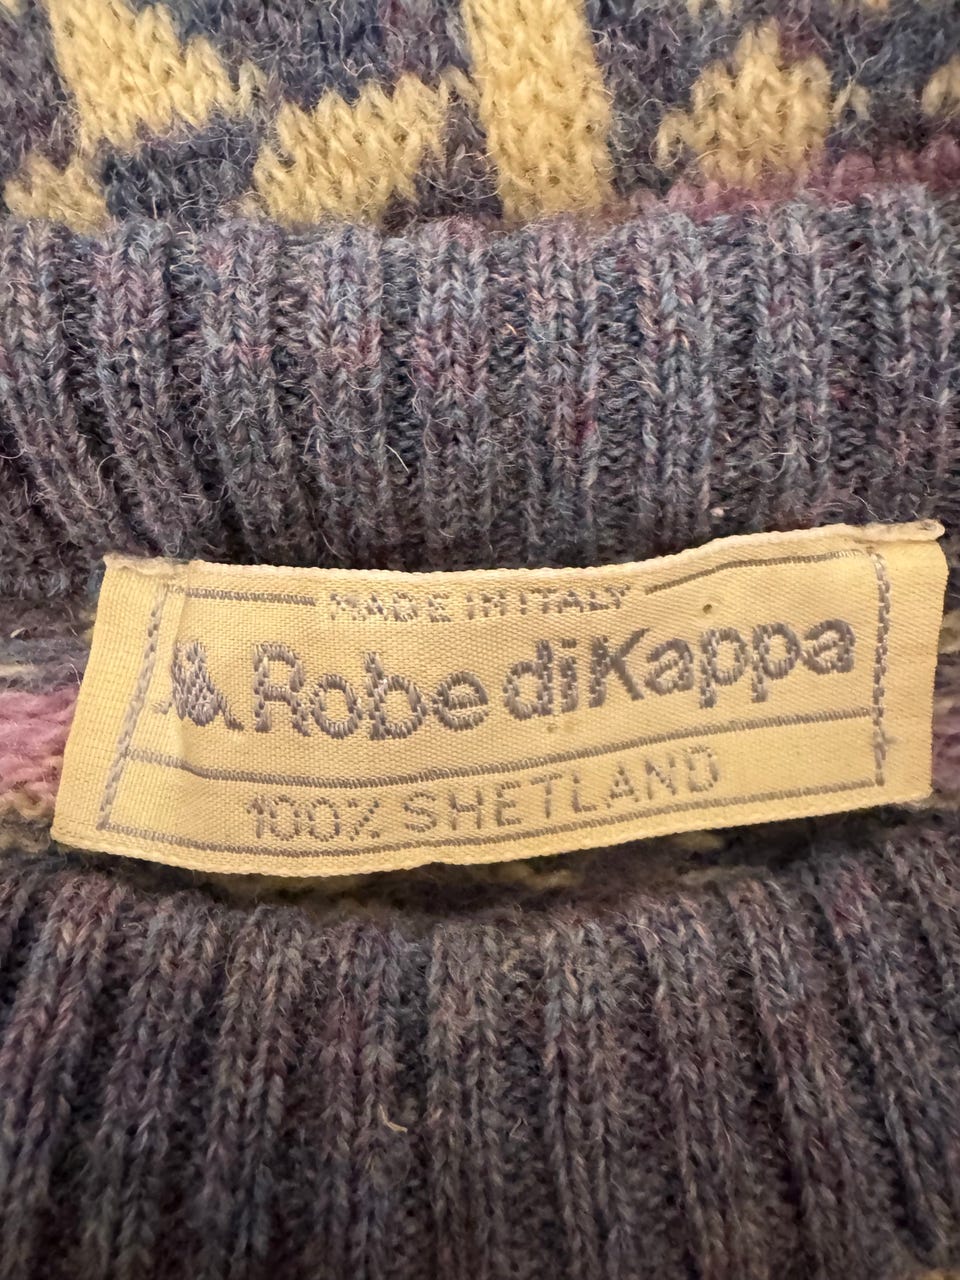 MADE IN ITALY
Robe di Kappa
100% SHETLAND